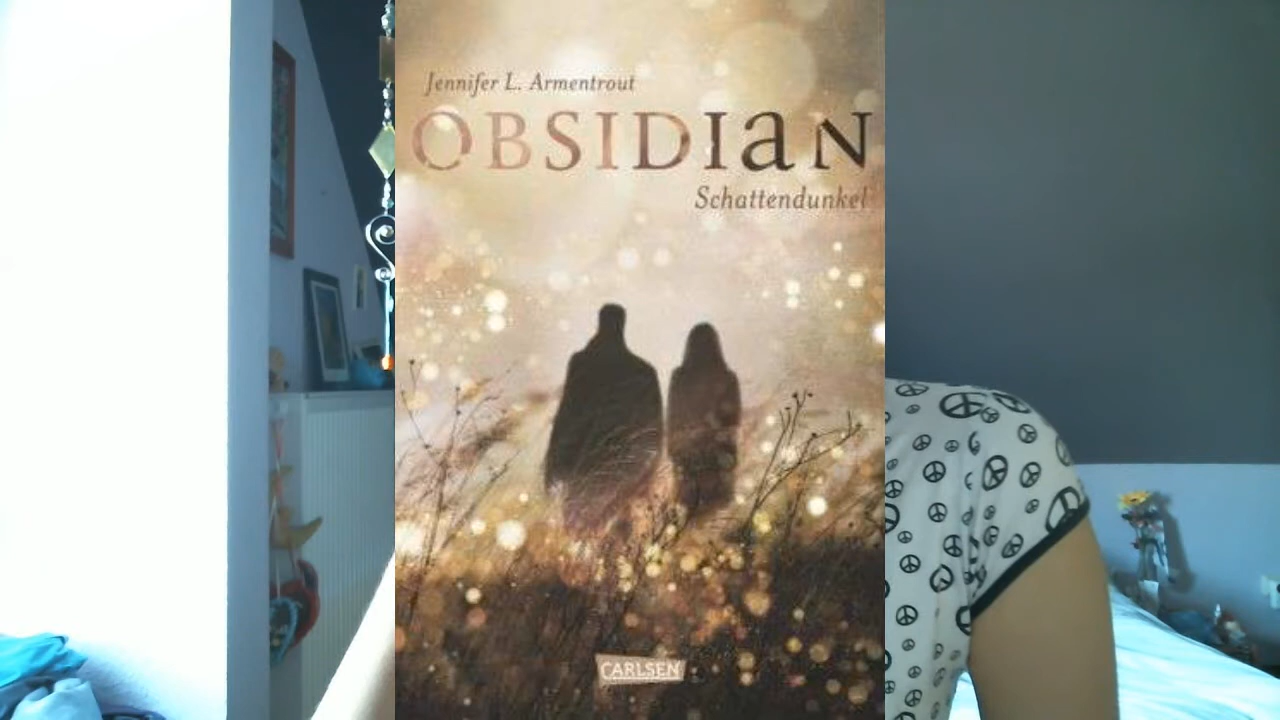 Jennifer L. Armentrout
OBSIDIAN
Schattendunkel
CARLSEN